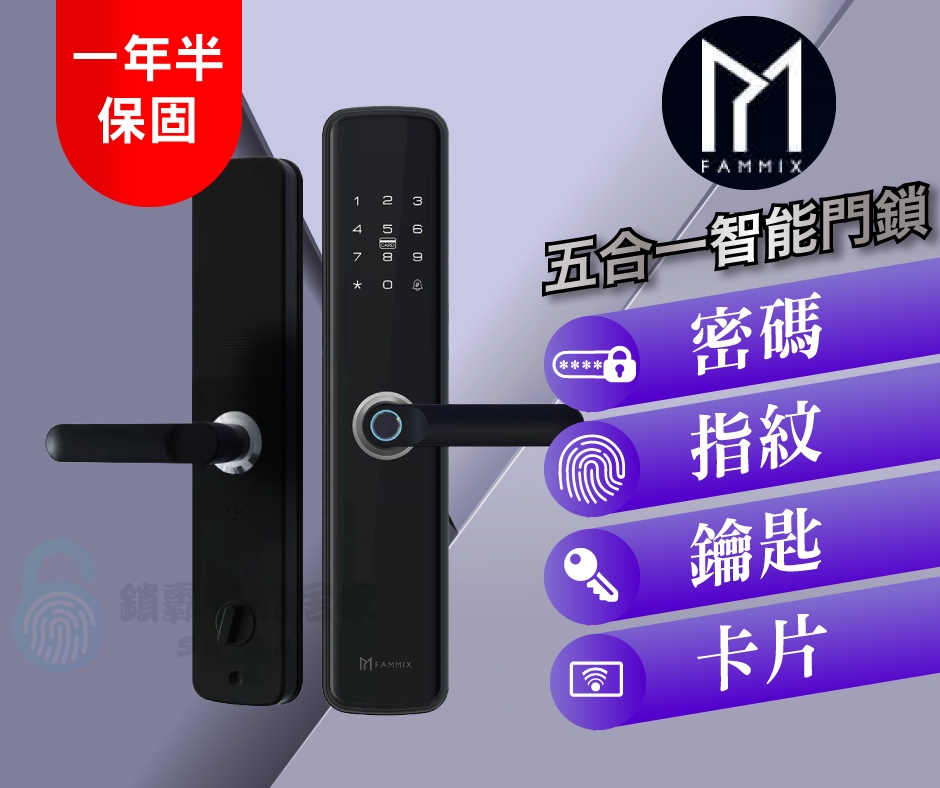 一年半
保固
FAMMIX
五合一智能門鎖
1 2 3
4 5 6
CARD
7 8 9
* 0
密碼
****
指紋
鑰匙
卡片
FAMMIX